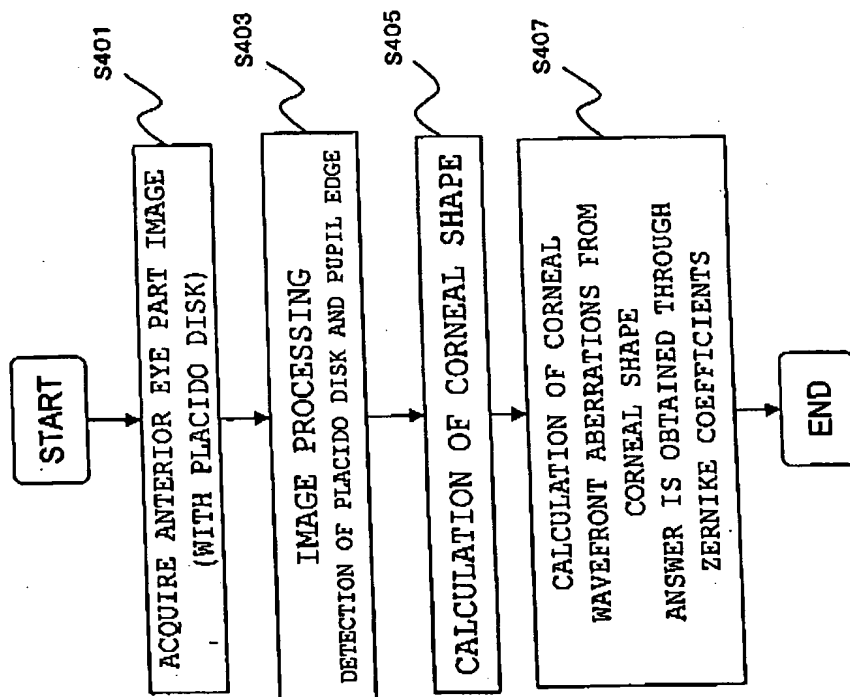 START
S401
ACQUIRE ANTERIOR EYE PART IMAGE
(WITH PLACIDO DISK)
S403
IMAGE PROCESSING
DETECTION OF PLACIDO DISK AND PUPIL EDGE
S405
CALCULATION OF CORNEAL SHAPE
S407
CALCULATION OF CORNEAL
WAVEFRONT ABERRATIONS FROM
CORNEAL SHAPE
ANSWER IS OBTAINED THROUGH
ZERNIKE COEFFICIENTS
END